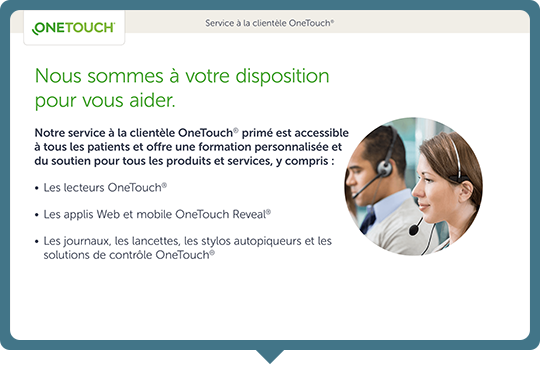 ONETOUCH®
Service à la clientèle OneTouch®
Nous sommes à votre disposition
pour vous aider.
Notre service à la clientèle OneTouch® primé est accessible
à tous les patients et offre une formation personnalisée et
du soutien pour tous les produits et services, y compris :
• Les lecteurs OneTouch®
• Les applis Web et mobile OneTouch Reveal®
• Les journaux, les lancettes, les stylos autopiqueurs et les
solutions de contrôle OneTouch®